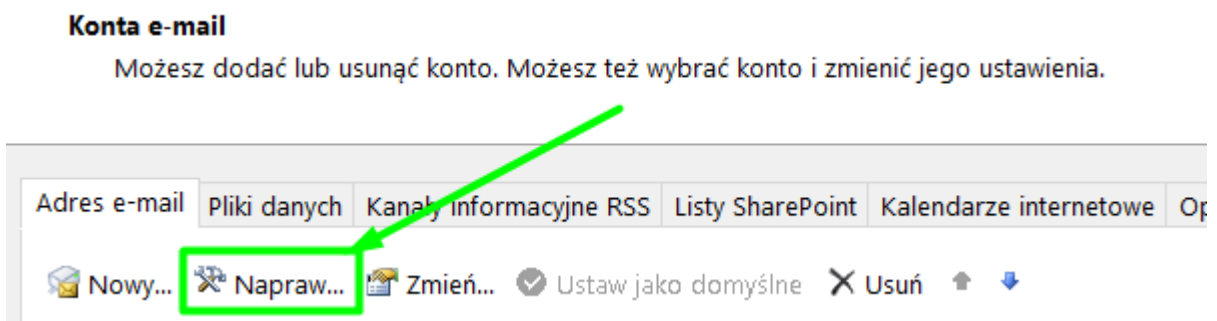 Konta e-mail
Możesz dodać lub usunąć konto. Możesz też wybrać konto i zmienić jego ustawienia.
Adres e-mail Pliki danych Kanały informacyjne RSS Listy SharePoint Kalendarze internetowe
Nowy... Napraw... Zmień... Ustaw jako domyślne Usuń